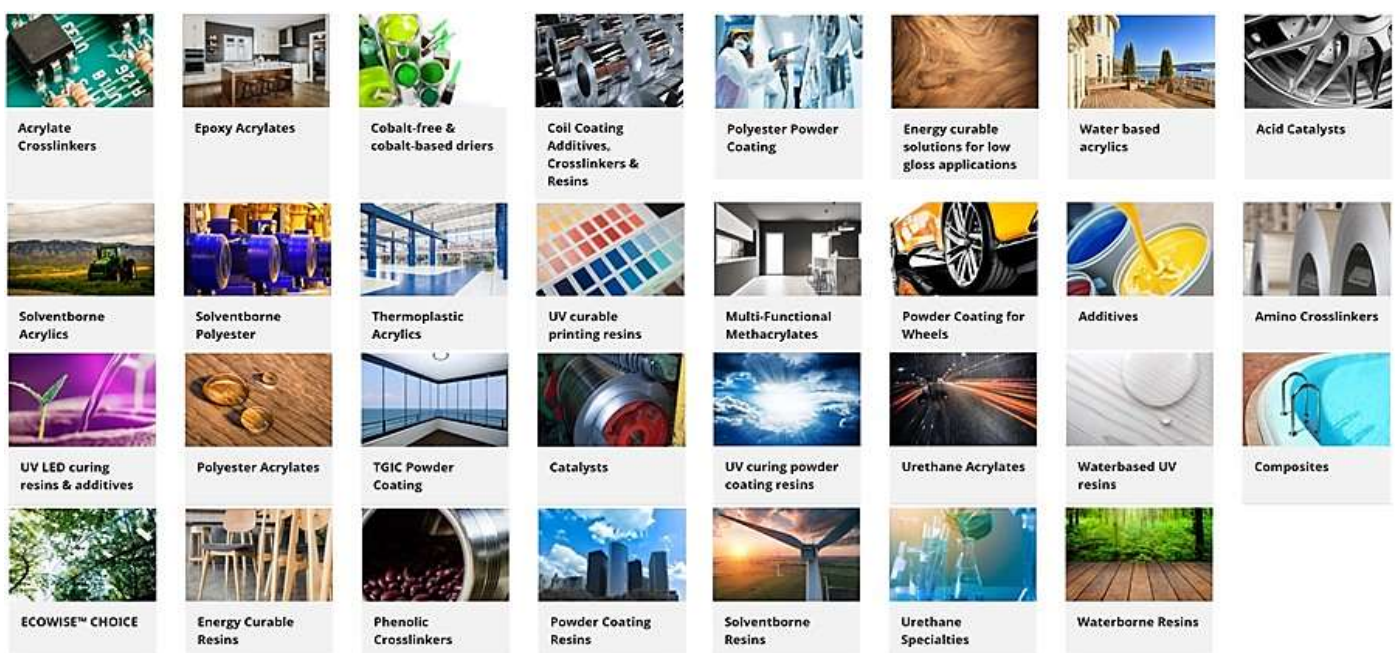 Acrylate
Crosslinkers
Epoxy Acrylates
Cobalt-free &
cobalt-based driers
Coil Coating
Additives,
Crosslinkers &
Resins
Polyester Powder
Coating
Energy curable
solutions for low
gloss applications
Water based
acrylics
Acid Catalysts
Solventborne
Acrylics
Solventborne
Polyester
Thermoplastic
Acrylics
UV curable
printing resins
Multi-Functional
Methacrylates
Powder Coating for
Wheels
Additives
Amino Crosslinkers
UV LED curing
resins & additives
Polyester Acrylates
TGIC Powder
Coating
Catalysts
UV curing powder
coating resins
Urethane Acrylates
Waterbased UV
resins
Composites
ECOWISE™ CHOICE
Energy Curable
Resins
Phenolic
Crosslinkers
Powder Coating
Resins
Solventborne
Resins
Urethane
Specialties
Waterborne Resins